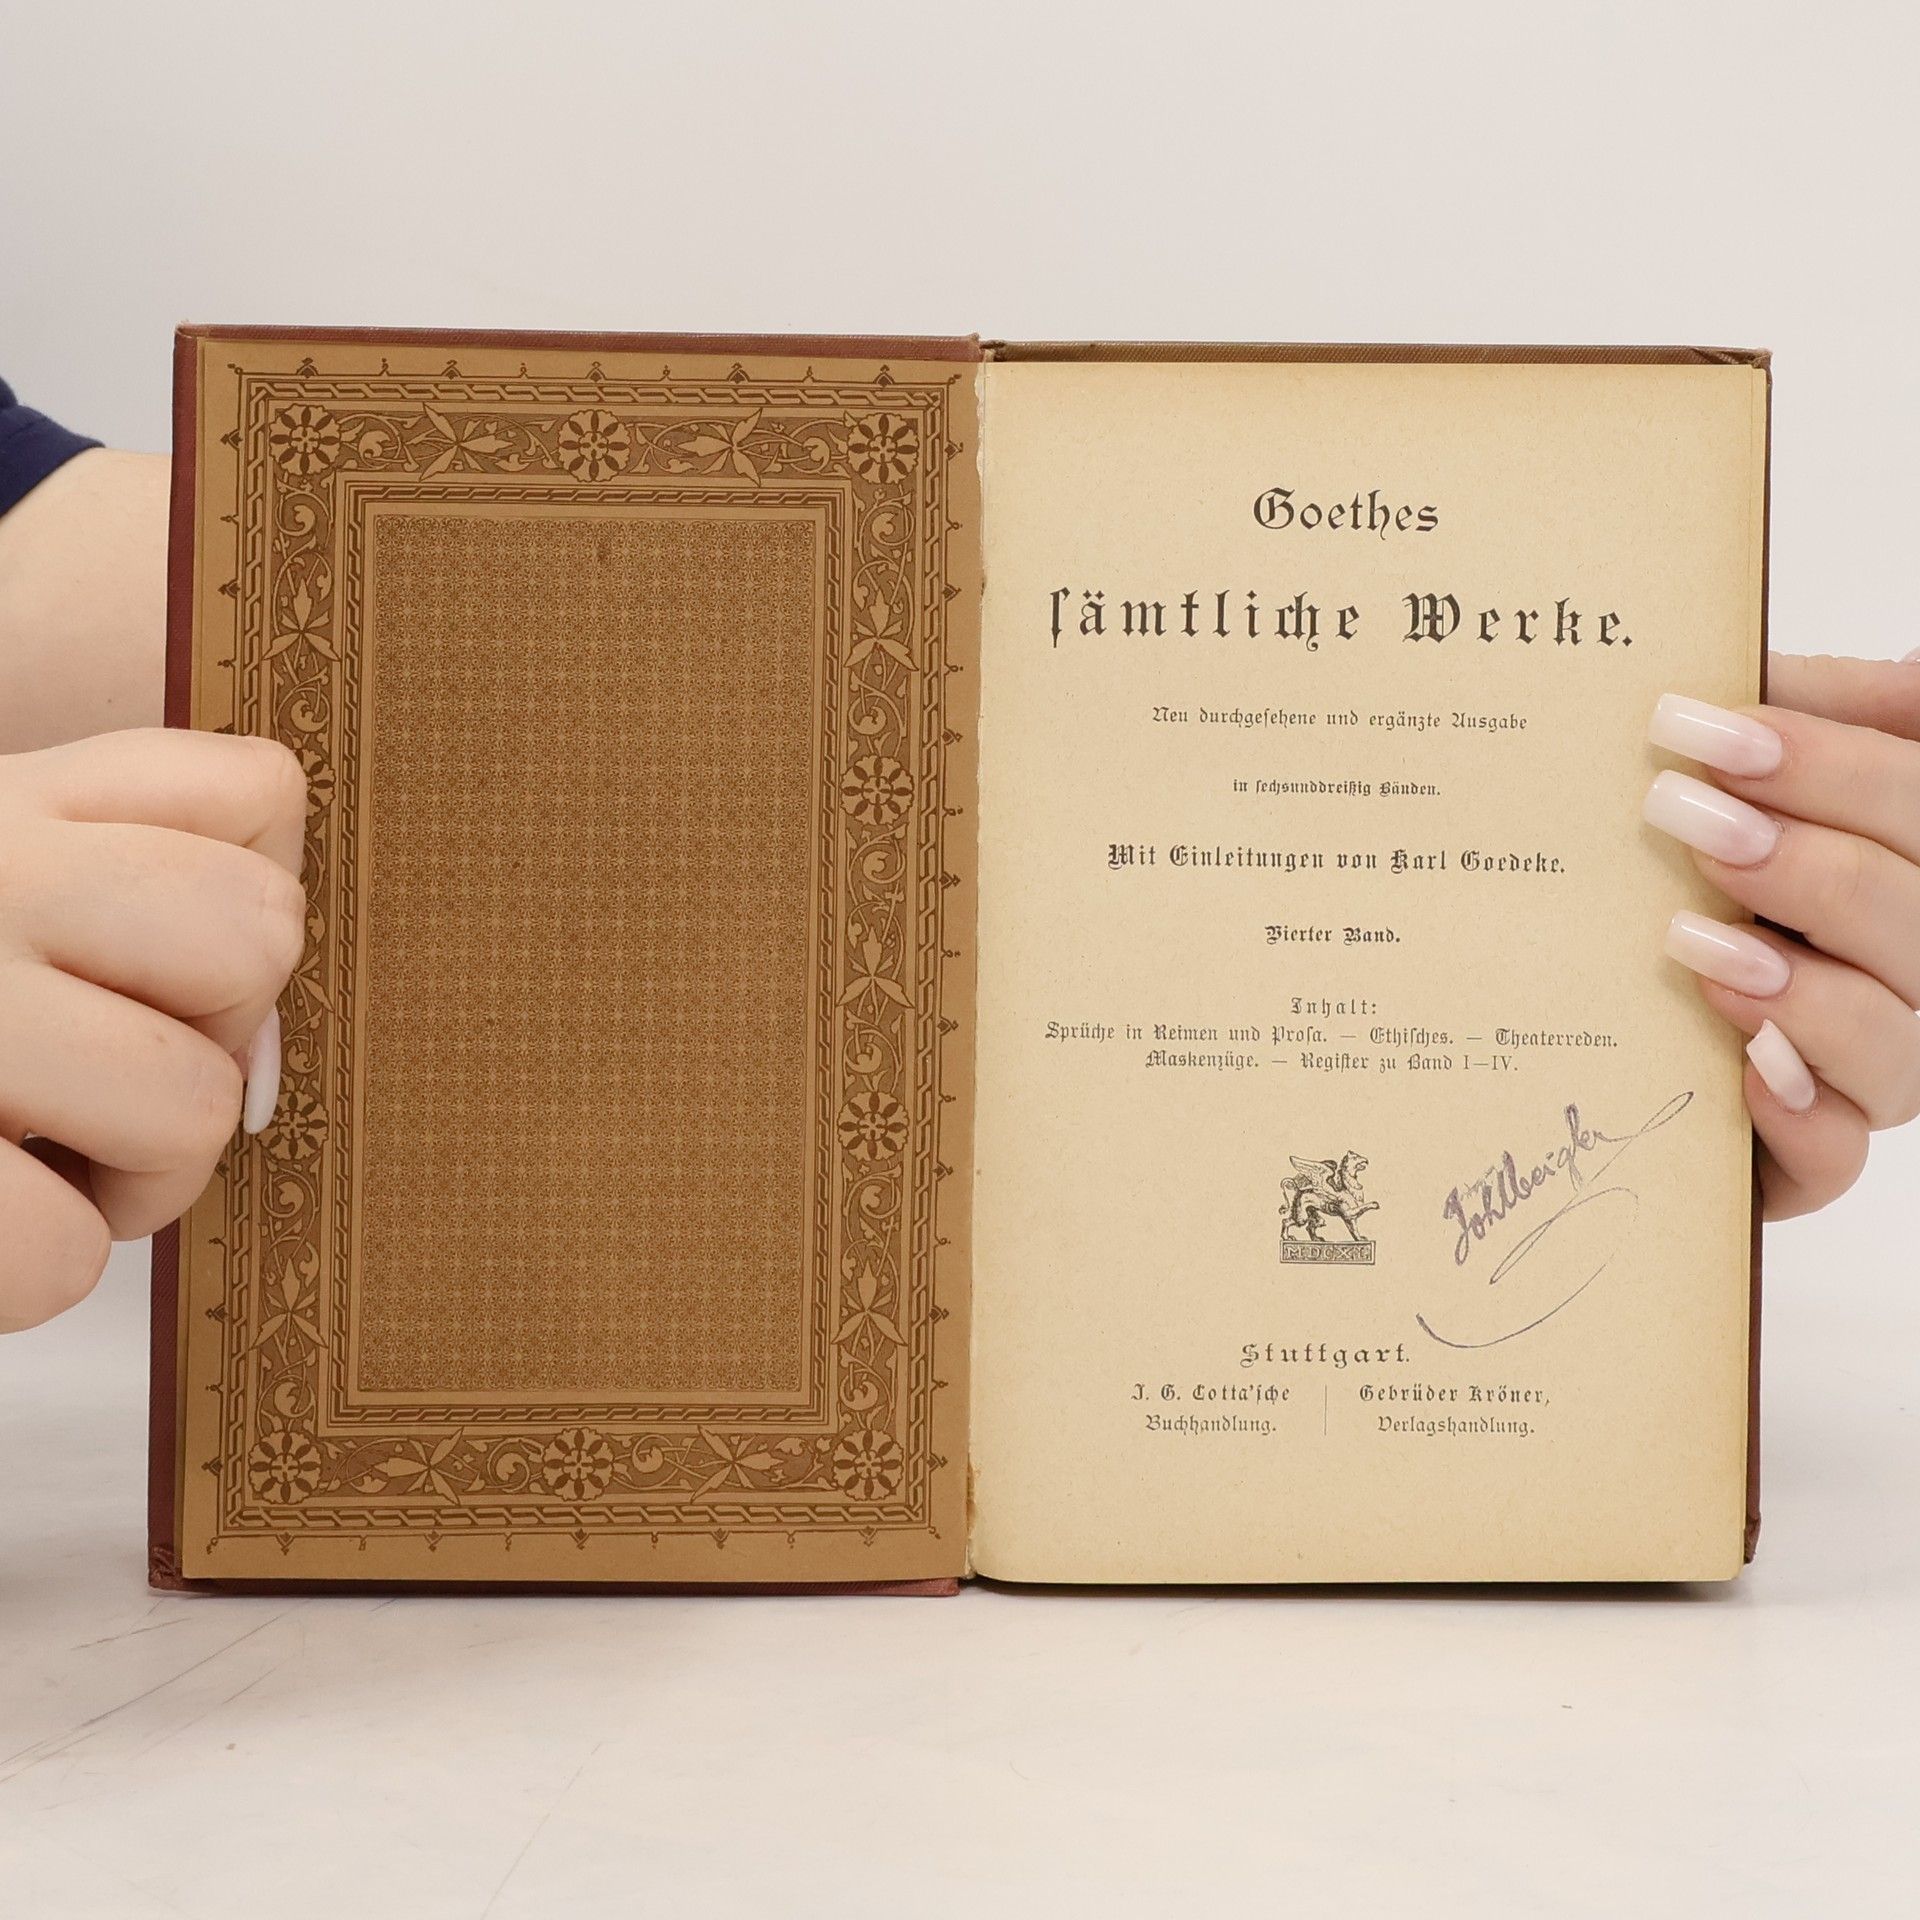 Goethes
ſämtliche Werke.
Neu durchgeſehene und ergänzte Ausgabe
in ſechsunddreißig Bänden.
Mit Einleitungen von Karl Goedeke.
Vierter Band.
Inhalt:
Sprüche in Reimen und Proſa. — Ethiſches. — Theaterreden.
Maskenzüge. — Regiſter zu Band I—IV.
MDCXL
Stuttgart.
J. G. Cotta'ſche
Buchhandlung.
Gebrüder Kröner,
Verlagshandlung.